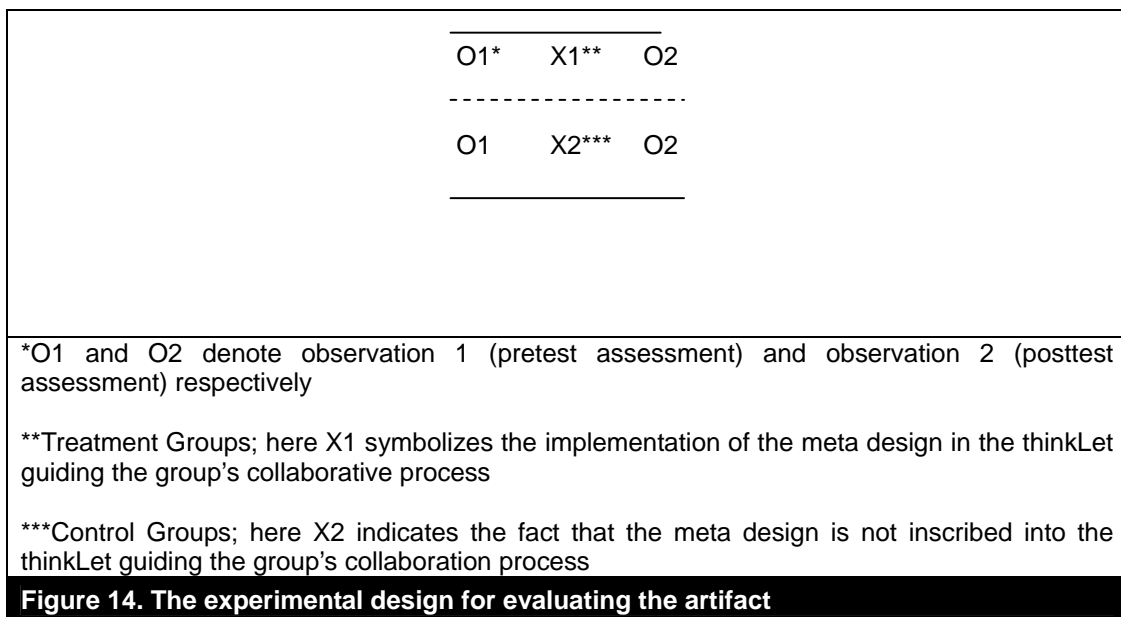 O1* X1** O2
O1 X2*** O2
*O1 and O2 denote observation 1 (pretest assessment) and observation 2 (posttest
assessment) respectively
**Treatment Groups; here X1 symbolizes the implementation of the meta design in the thinkLet
guiding the group’s collaborative process
***Control Groups; here X2 indicates the fact that the meta design is not inscribed into the
thinkLet guiding the group’s collaboration process
Figure 14. The experimental design for evaluating the artifact